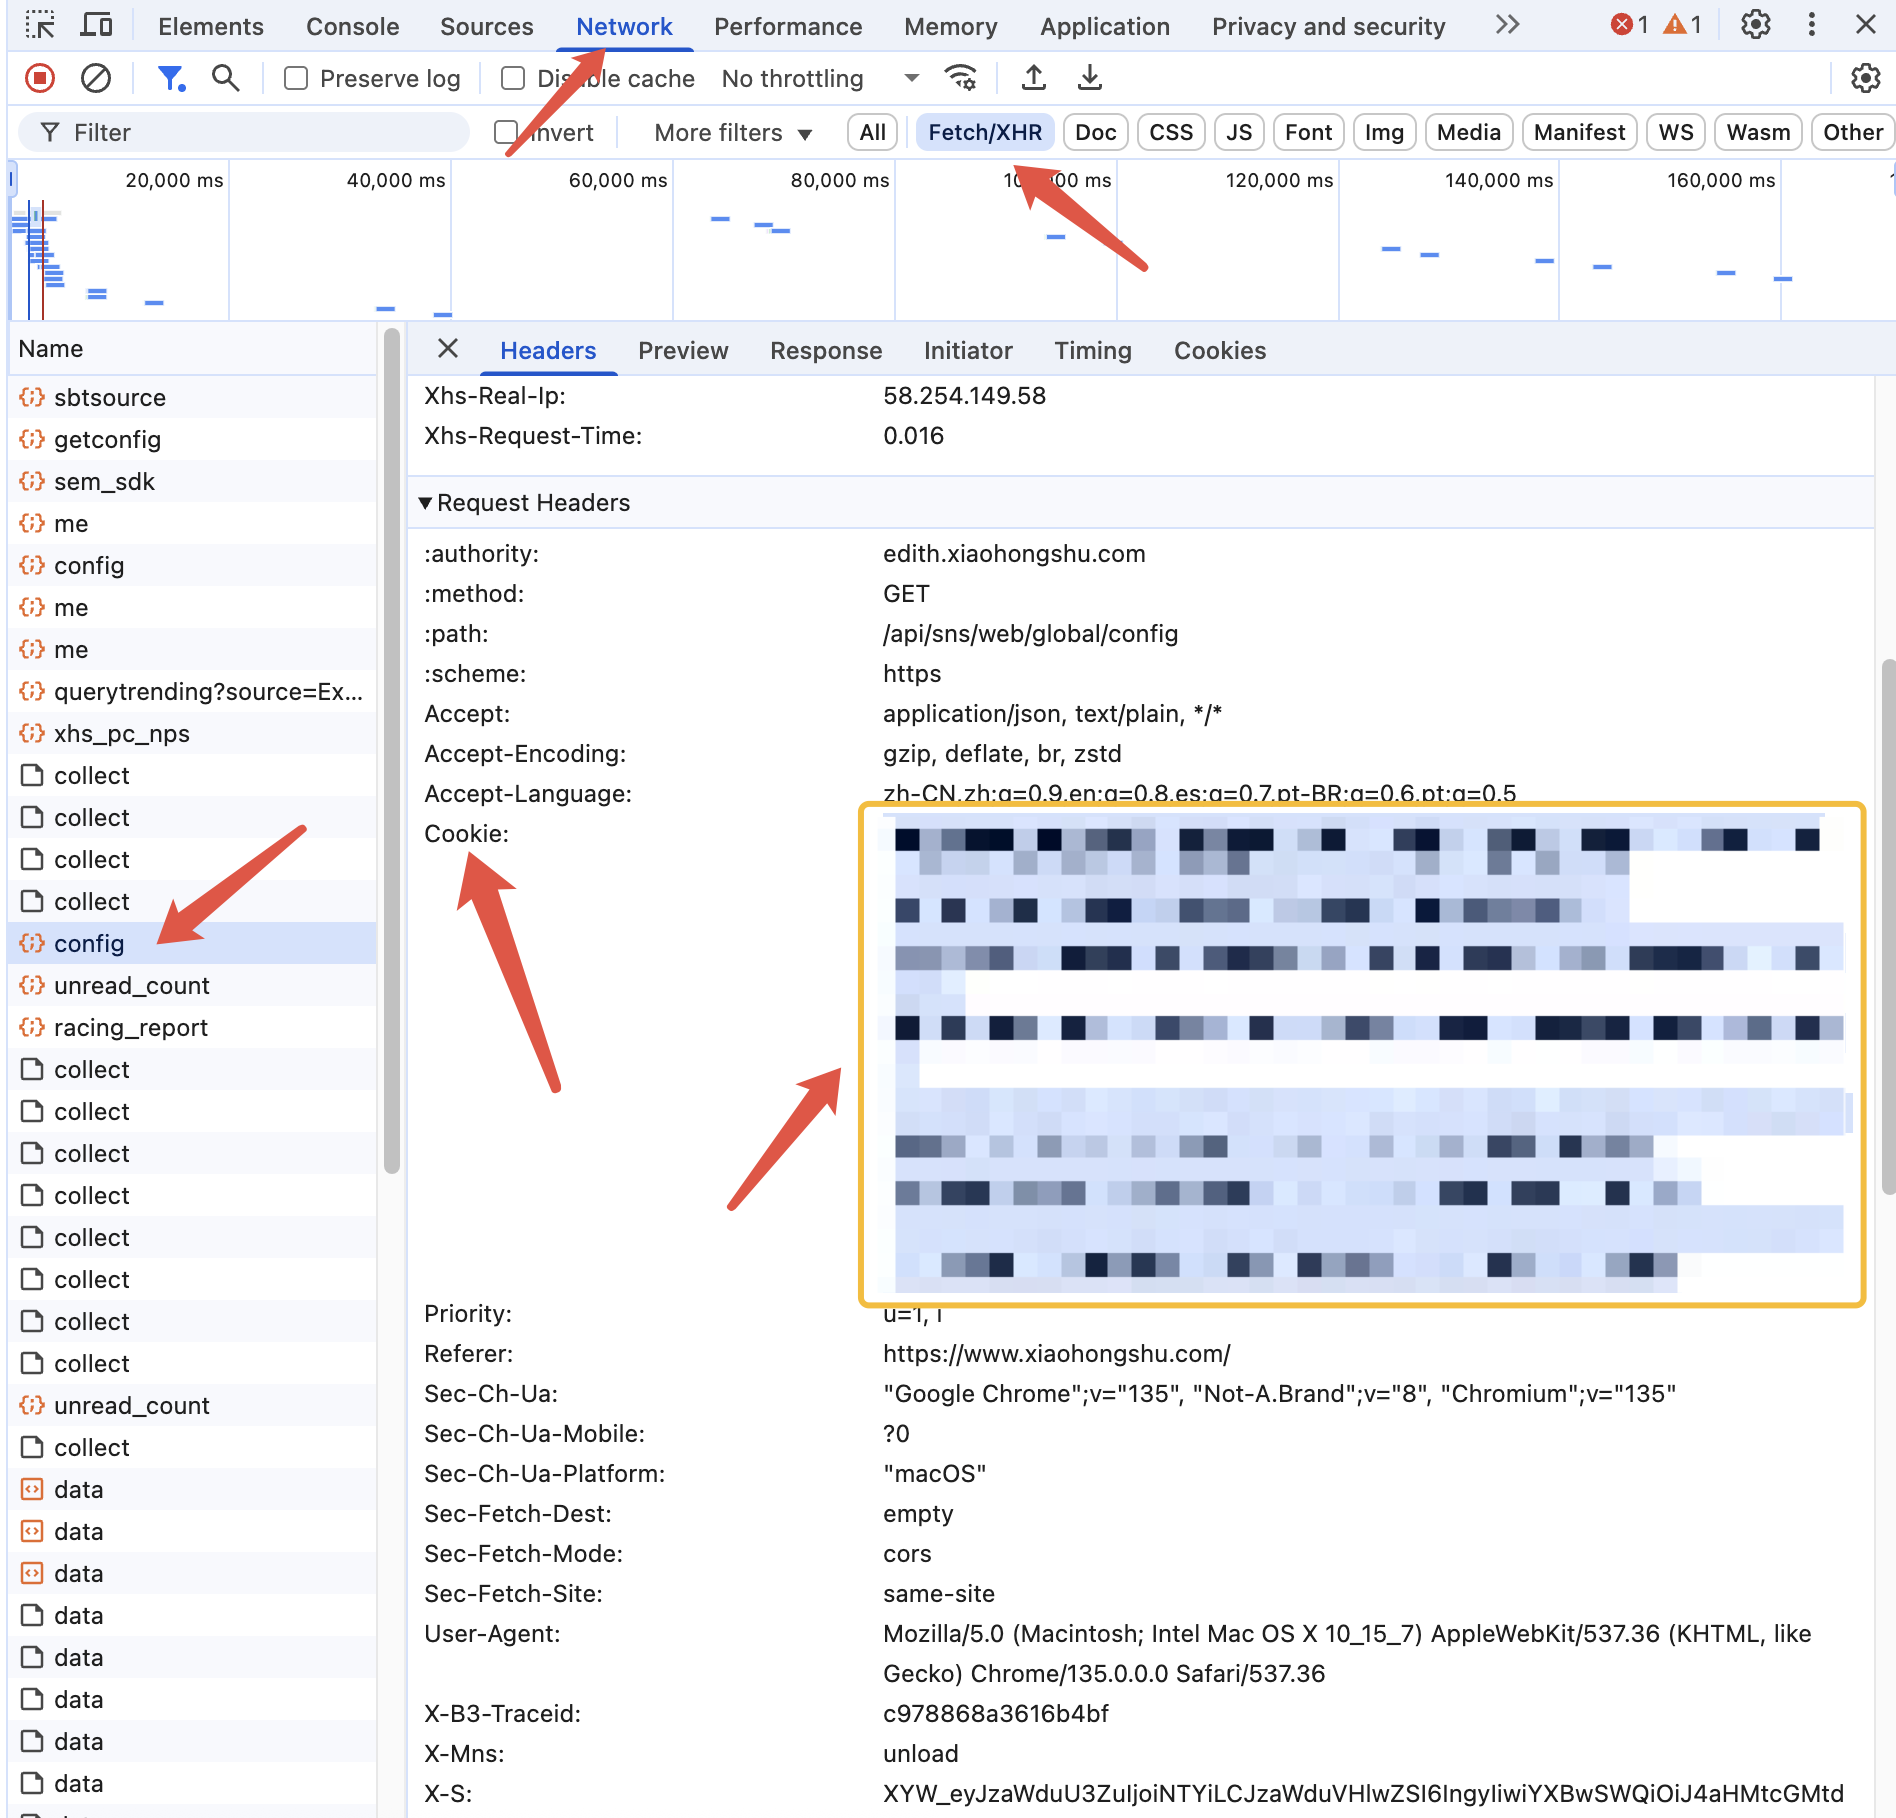 Elements Console Sources Network Performance Memory Application Privacy and security 1 1
Preserve log Disable cache No throttling
Filter Invert More filters All Fetch/XHR Doc CSS JS Font Img Media Manifest WS Wasm Other
20,000 ms 40,000 ms 60,000 ms 80,000 ms 100,000 ms 120,000 ms 140,000 ms 160,000 ms
Name
sbtsource
getconfig
sem_sdk
me
config
me
me
querytrending?source=Ex...
xhs_pc_nps
collect
collect
collect
collect
config
unread_count
racing_report
collect
collect
collect
collect
collect
collect
collect
collect
unread_count
collect
data
data
data
data
data
data
data
data
Headers Preview Response Initiator Timing Cookies
Xhs-Real-Ip: 58.254.149.58
Xhs-Request-Time: 0.016
Request Headers
:authority: edith.xiaohongshu.com
:method: GET
:path: /api/sns/web/global/config
:scheme: https
Accept: application/json, text/plain, */*
Accept-Encoding: gzip, deflate, br, zstd
Accept-Language: zh-CN,zh;q=0.9,en;q=0.8,es;q=0.7,pt-BR;q=0.6,pt;q=0.5
Cookie:
Priority: u=1, i
Referer: https://www.xiaohongshu.com/
Sec-Ch-Ua: "Google Chrome";v="135", "Not-A.Brand";v="8", "Chromium";v="135"
Sec-Ch-Ua-Mobile: ?0
Sec-Ch-Ua-Platform: "macOS"
Sec-Fetch-Dest: empty
Sec-Fetch-Mode: cors
Sec-Fetch-Site: same-site
User-Agent: Mozilla/5.0 (Macintosh; Intel Mac OS X 10_15_7) AppleWebKit/537.36 (KHTML, like
Gecko) Chrome/135.0.0.0 Safari/537.36
X-B3-Traceid: c978868a3616b4bf
X-Mns: unload
X-S: XYW_eyJzaWduU3ZuIjoiNTYiLCJzaWduVHlwZSI6IngyIiwiYXBwSWQiOiJ4aHMtcGMtd